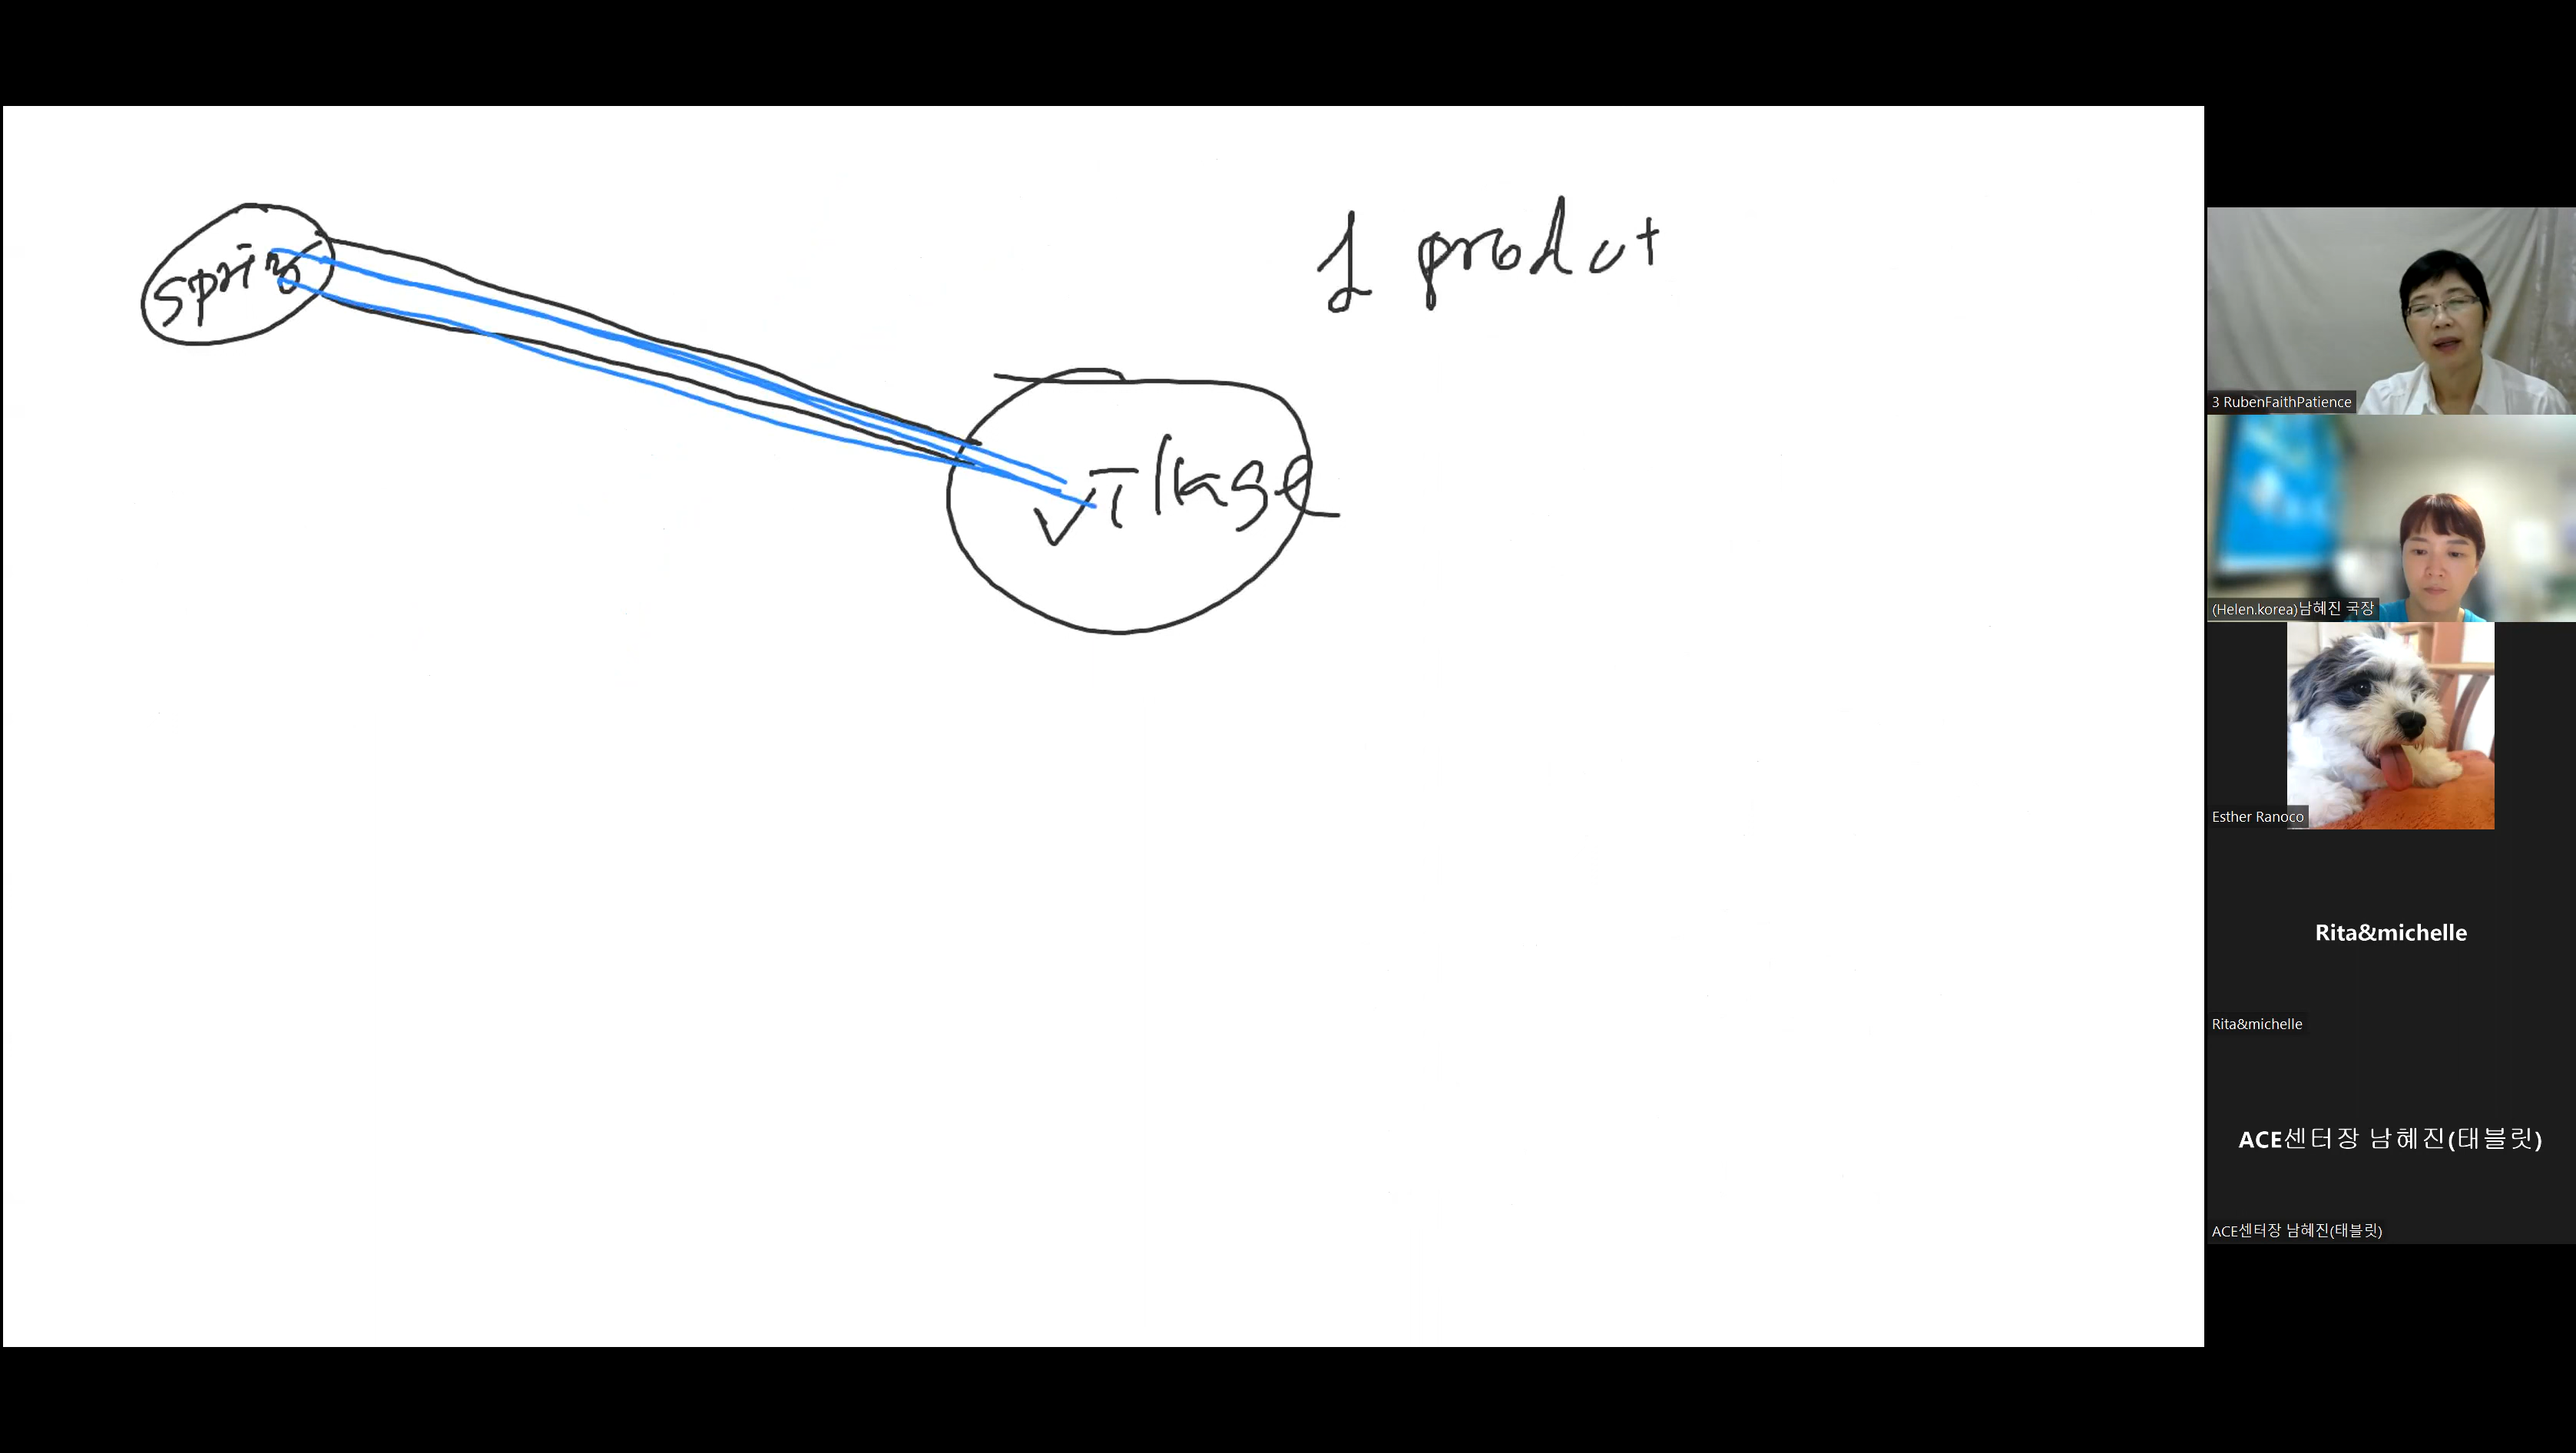 spring
1 product
vilkge
3 RubenFaithPatience
(Helen.korea)남혜진 국장
Esther Ranoco
Rita&michelle
Rita&michelle
ACE센터장 남혜진(태블릿)
ACE센터장 남혜진(태블릿)